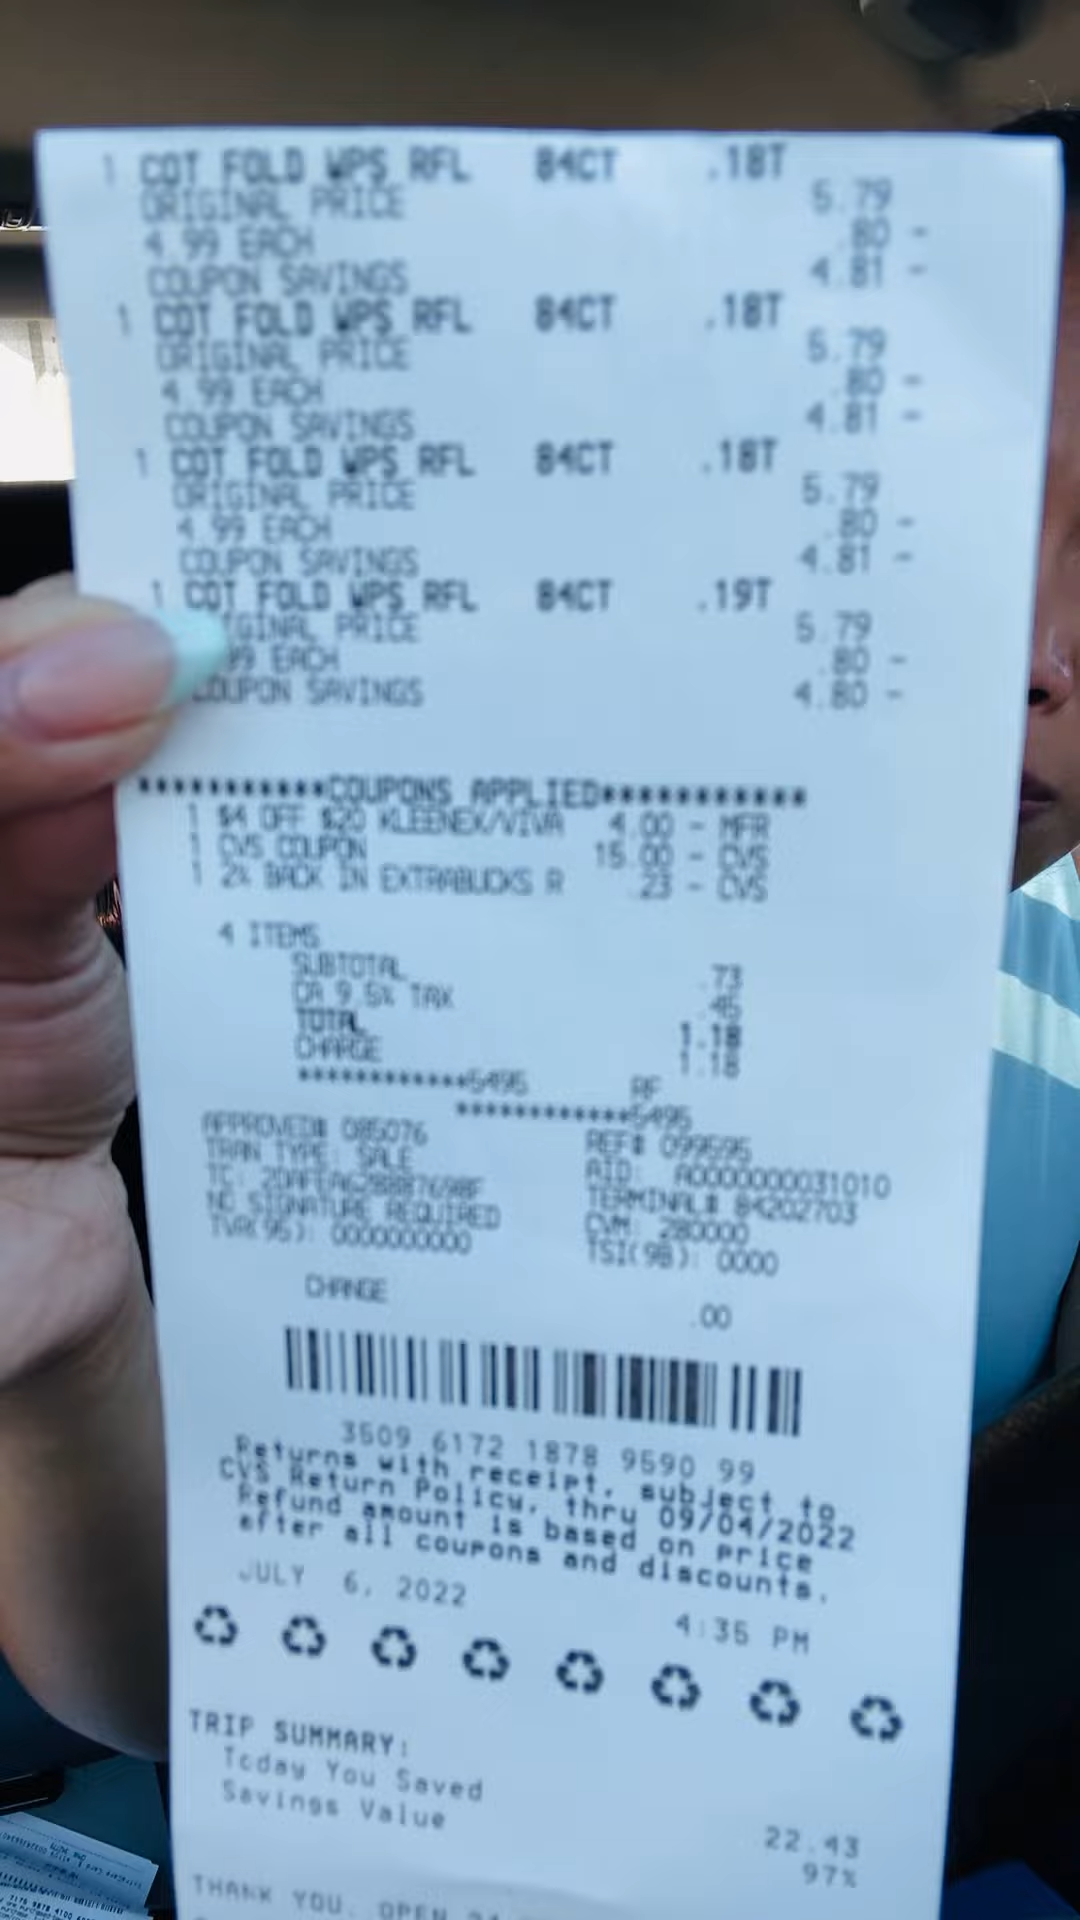 1 COT FOLD WPS RFL 84CT .18T
ORIGINAL PRICE 5.79
4.99 EACH .80 -
COUPON SAVINGS 4.81 -
1 COT FOLD WPS RFL 84CT .18T
ORIGINAL PRICE 5.79
4.99 EACH .80 -
COUPON SAVINGS 4.81 -
1 COT FOLD WPS RFL 84CT .18T
ORIGINAL PRICE 5.79
4.99 EACH .80 -
COUPON SAVINGS 4.81 -
1 COT FOLD WPS RFL 84CT .19T
IGINAL PRICE 5.79
99 EACH .80 -
COUPON SAVINGS 4.80 -
***********COUPONS APPLIED***********
1 $4 OFF $20 KLEENEX/VIVA 4.00 - MFR
1 CVS COUPON 15.00 - CVS
1 2% BACK IN EXTRABUCKS R .23 - CVS
4 ITEMS
SUBTOTAL .73
CA 9.5% TAX .45
TOTAL 1.18
CHARGE 1.18
************5495 RF
************5495
APPROVED# 085076 REF# 099595
TRAN TYPE: SALE AID: A0000000031010
TC: TERMINAL# 84202703
NO SIGNATURE REQUIRED CVM: 280000
TVR(95): 0000000000 TSI(9B): 0000
CHANGE .00
3509 6172 1878 9590 99
Returns with receipt, subject to
CVS Return Policy, thru 09/04/2022
Refund amount is based on price
after all coupons and discounts.
JULY 6, 2022 4:35 PM
TRIP SUMMARY:
Today You Saved 22.43
Savings Value 97%
THANK YOU. OPEN